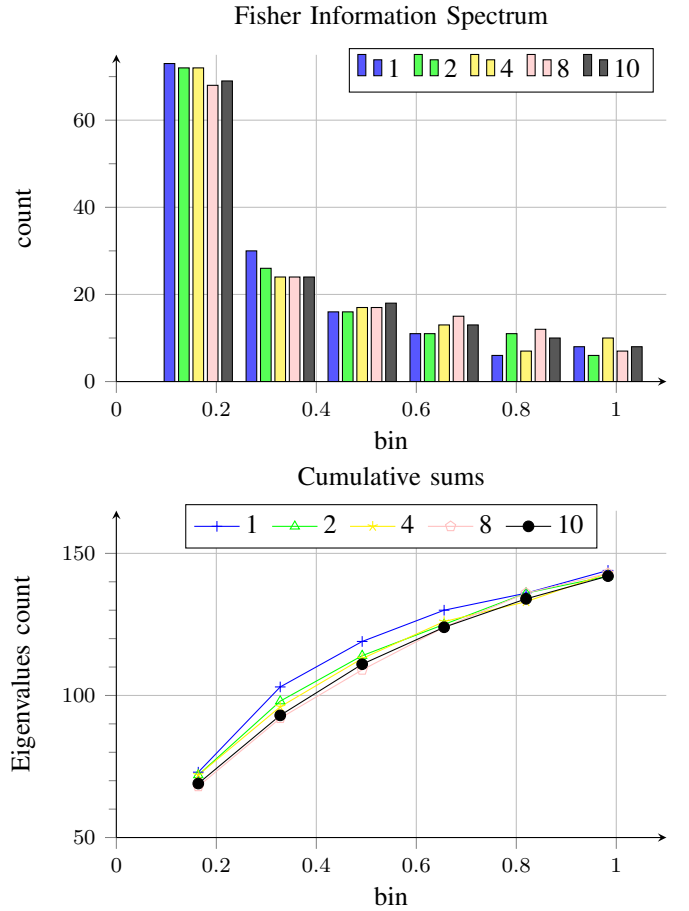 Fisher Information Spectrum
1 2 4 8 10
60
40
20
0
count
0 0.2 0.4 0.6 0.8 1
bin
Cumulative sums
1 2 4 8 10
150
100
50
Eigenvalues count
0 0.2 0.4 0.6 0.8 1
bin